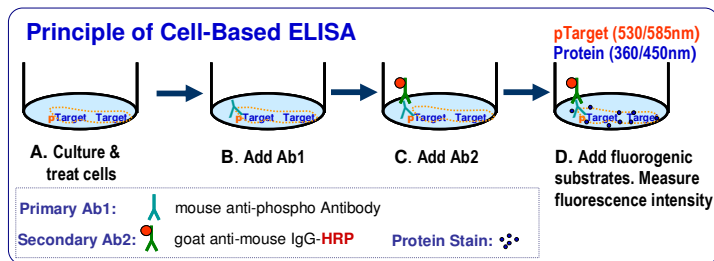 Principle of Cell-Based ELISA
pTarget (530/585nm)
Protein (360/450nm)
pTarget Target
pTarget Target
pTarget Target
pTarget Target
A. Culture &
treat cells
B. Add Ab1
C. Add Ab2
D. Add fluorogenic
substrates. Measure
fluorescence intensity
Primary Ab1: mouse anti-phospho Antibody
Secondary Ab2: goat anti-mouse IgG-HRP Protein Stain: